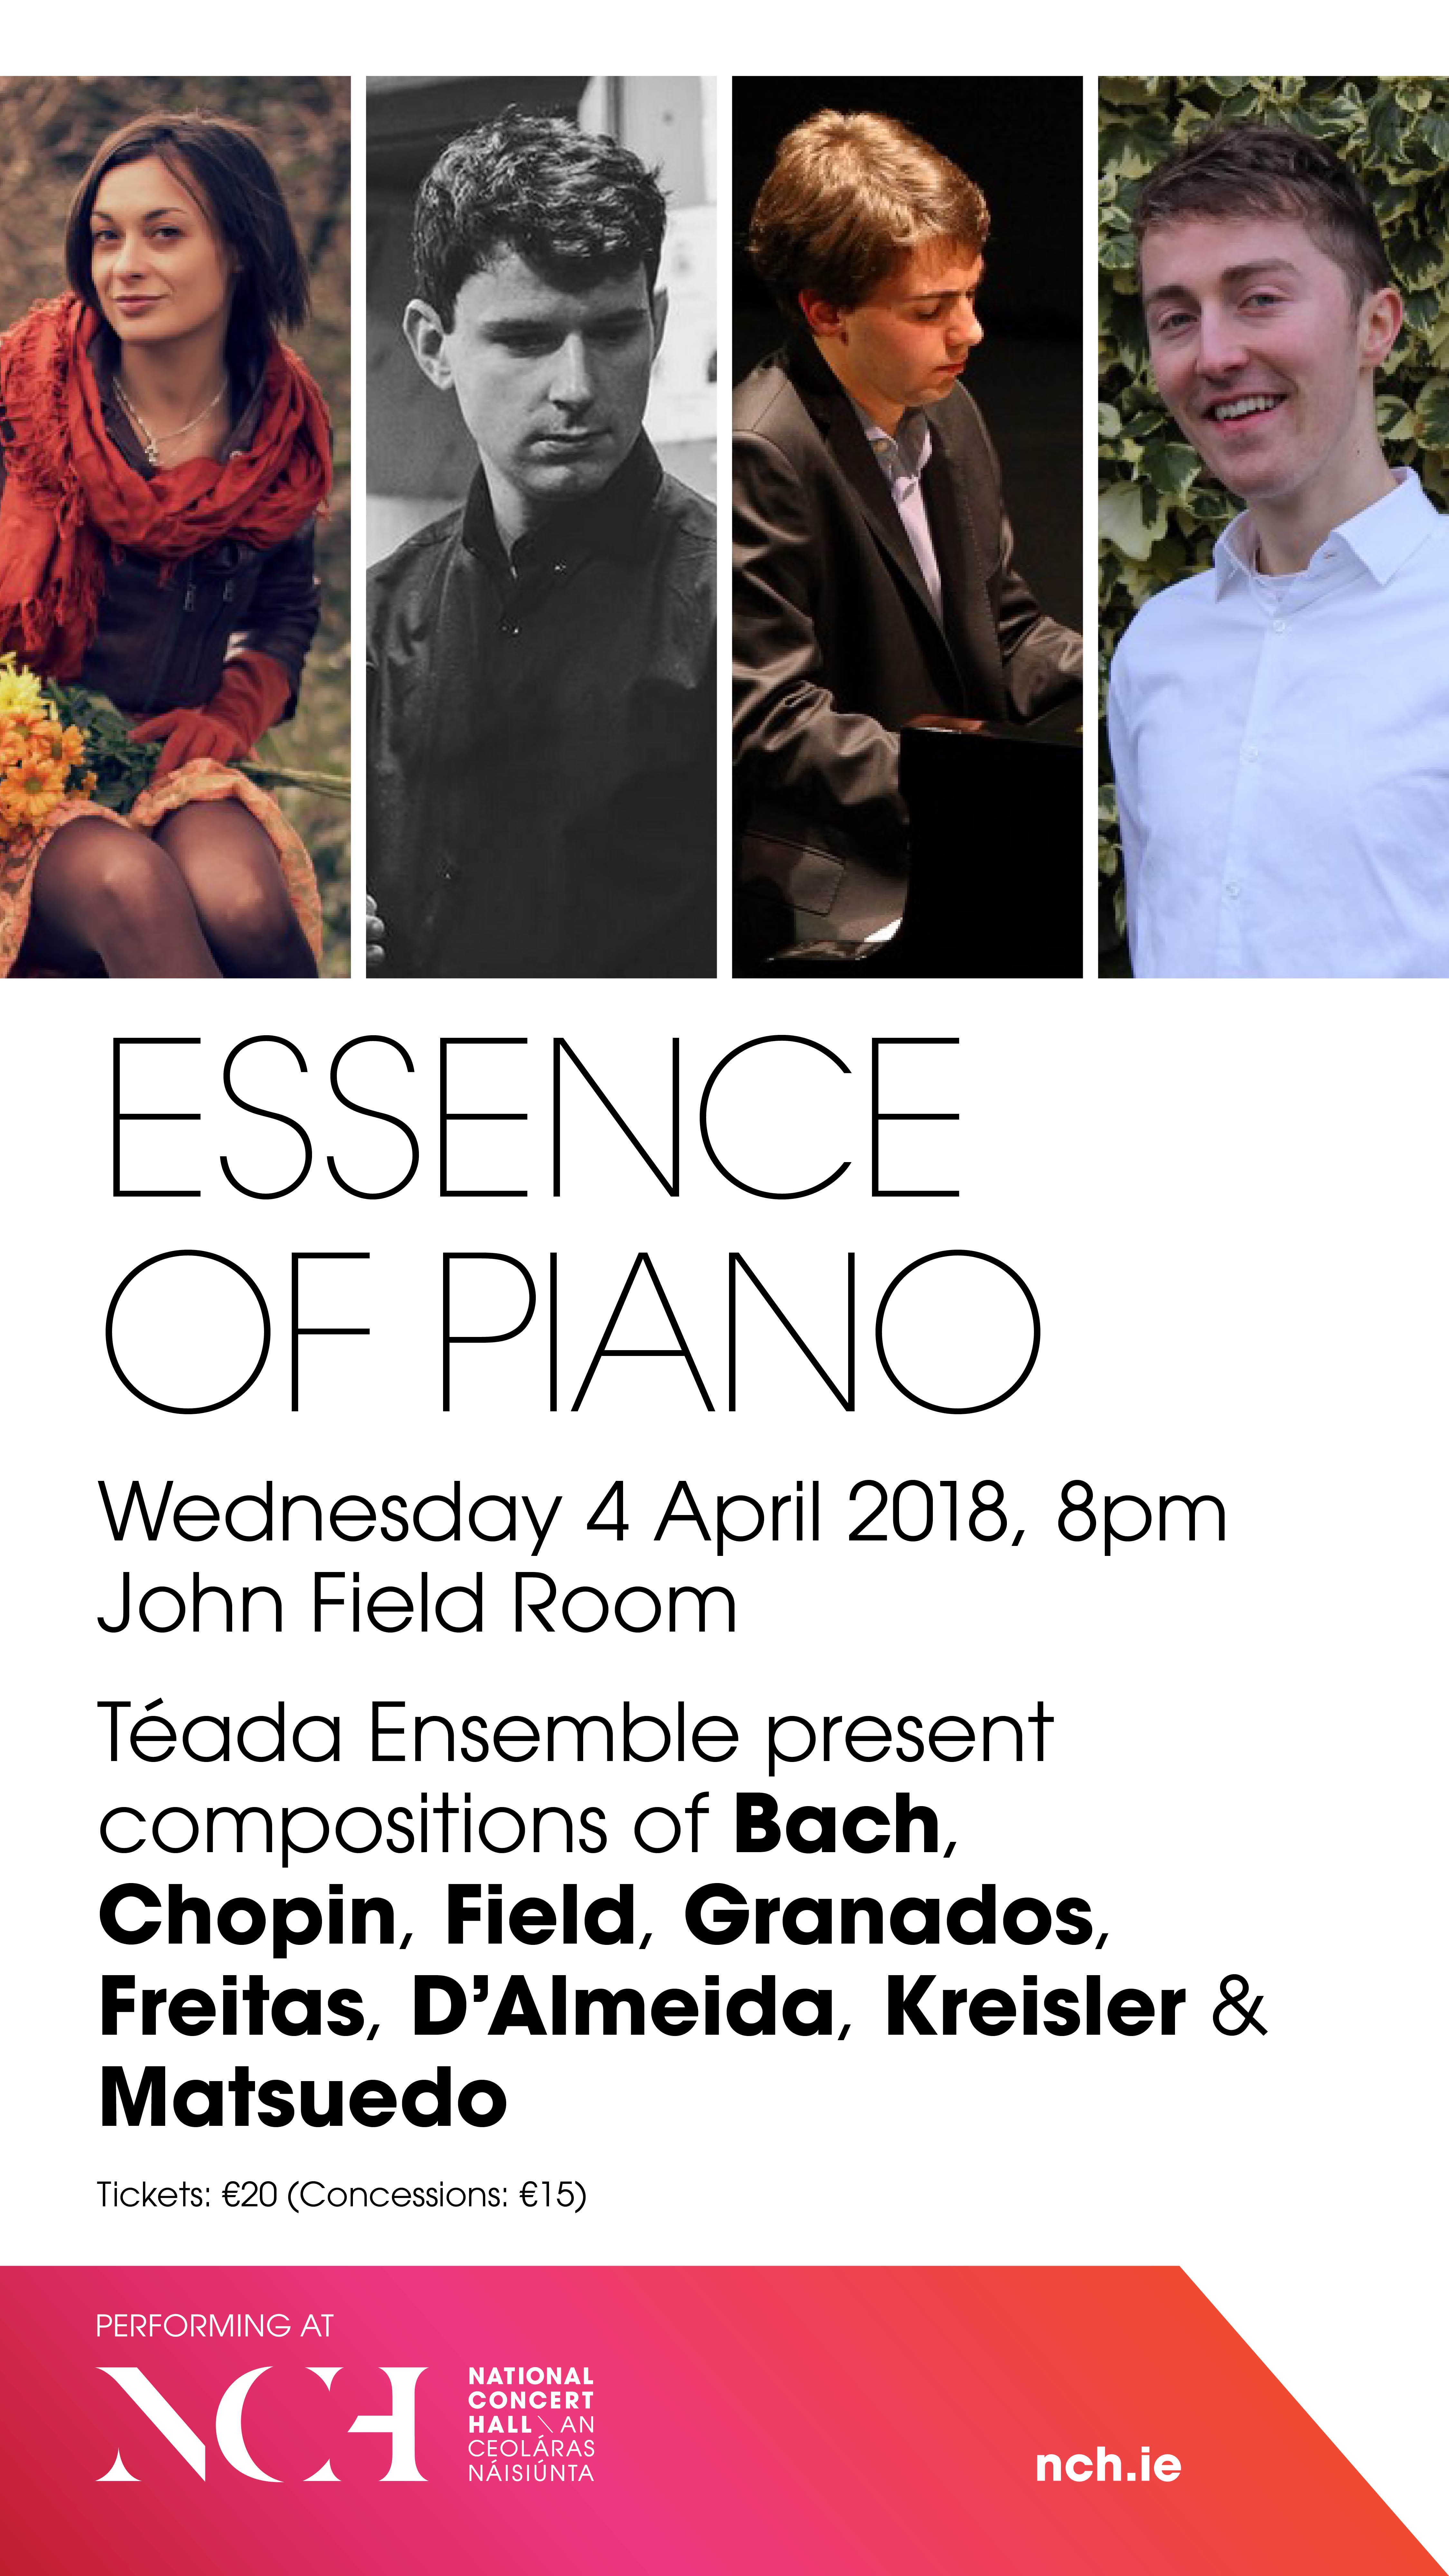 ESSENCE
OF PIANO
Wednesday 4 April 2018, 8pm
John Field Room
Téada Ensemble present
compositions of Bach,
Chopin, Field, Granados,
Freitas, D’Almeida, Kreisler &
Matsuedo
Tickets: €20 (Concessions: €15)
PERFORMING AT
NCH
NATIONAL
CONCERT
HALL \ AN
CEOLÁRAS
NÁISIÚNTA
nch.ie